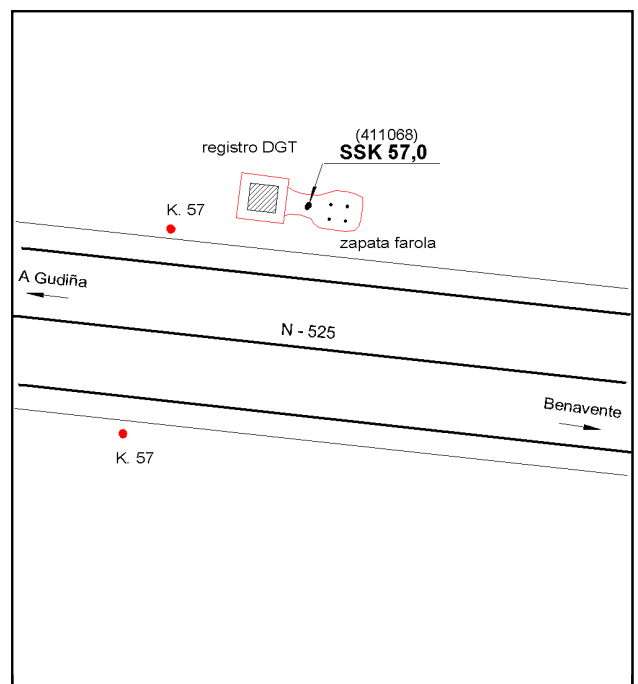 (411068)
registro DGT
SSK 57,0
K. 57
zapata farola
A Gudiña
N - 525
Benavente
K. 57